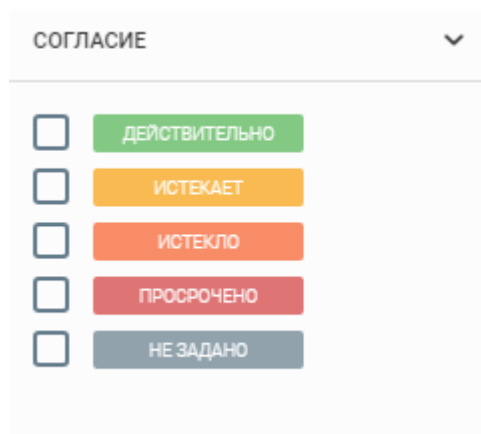 СОГЛАСИЕ
ДЕЙСТВИТЕЛЬНО
ИСТЕКАЕТ
ИСТЕКЛО
ПРОСРОЧЕНО
НЕ ЗАДАНО